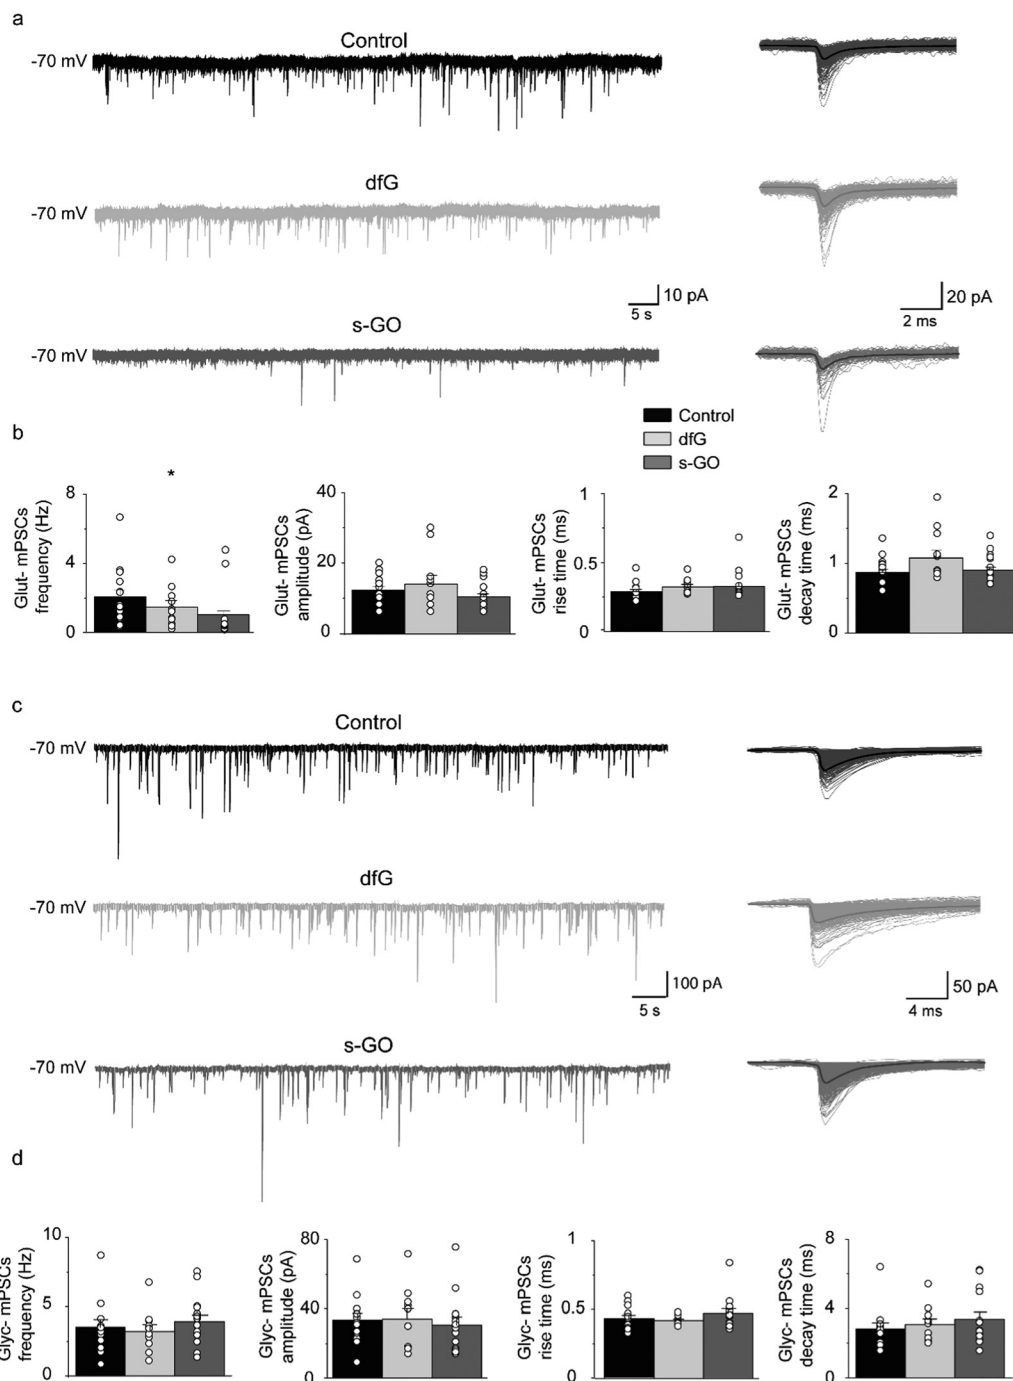 a
Control
-70 mV
dfG
-70 mV
10 pA
5 s
20 pA
2 ms
s-GO
-70 mV
Control
dfG
s-GO
b
*
Glut- mPSCs
frequency (Hz)
8
4
0
Glut- mPSCs
amplitude (pA)
40
20
0
Glut- mPSCs
rise time (ms)
1
0.5
0
Glut- mPSCs
decay time (ms)
2
1
0
c
Control
-70 mV
dfG
-70 mV
100 pA
5 s
50 pA
4 ms
s-GO
-70 mV
d
Glyc- mPSCs
frequency (Hz)
10
5
0
Glyc- mPSCs
amplitude (pA)
80
40
0
Glyc- mPSCs
rise time (ms)
1
0.5
0
Glyc- mPSCs
decay time (ms)
8
4
0